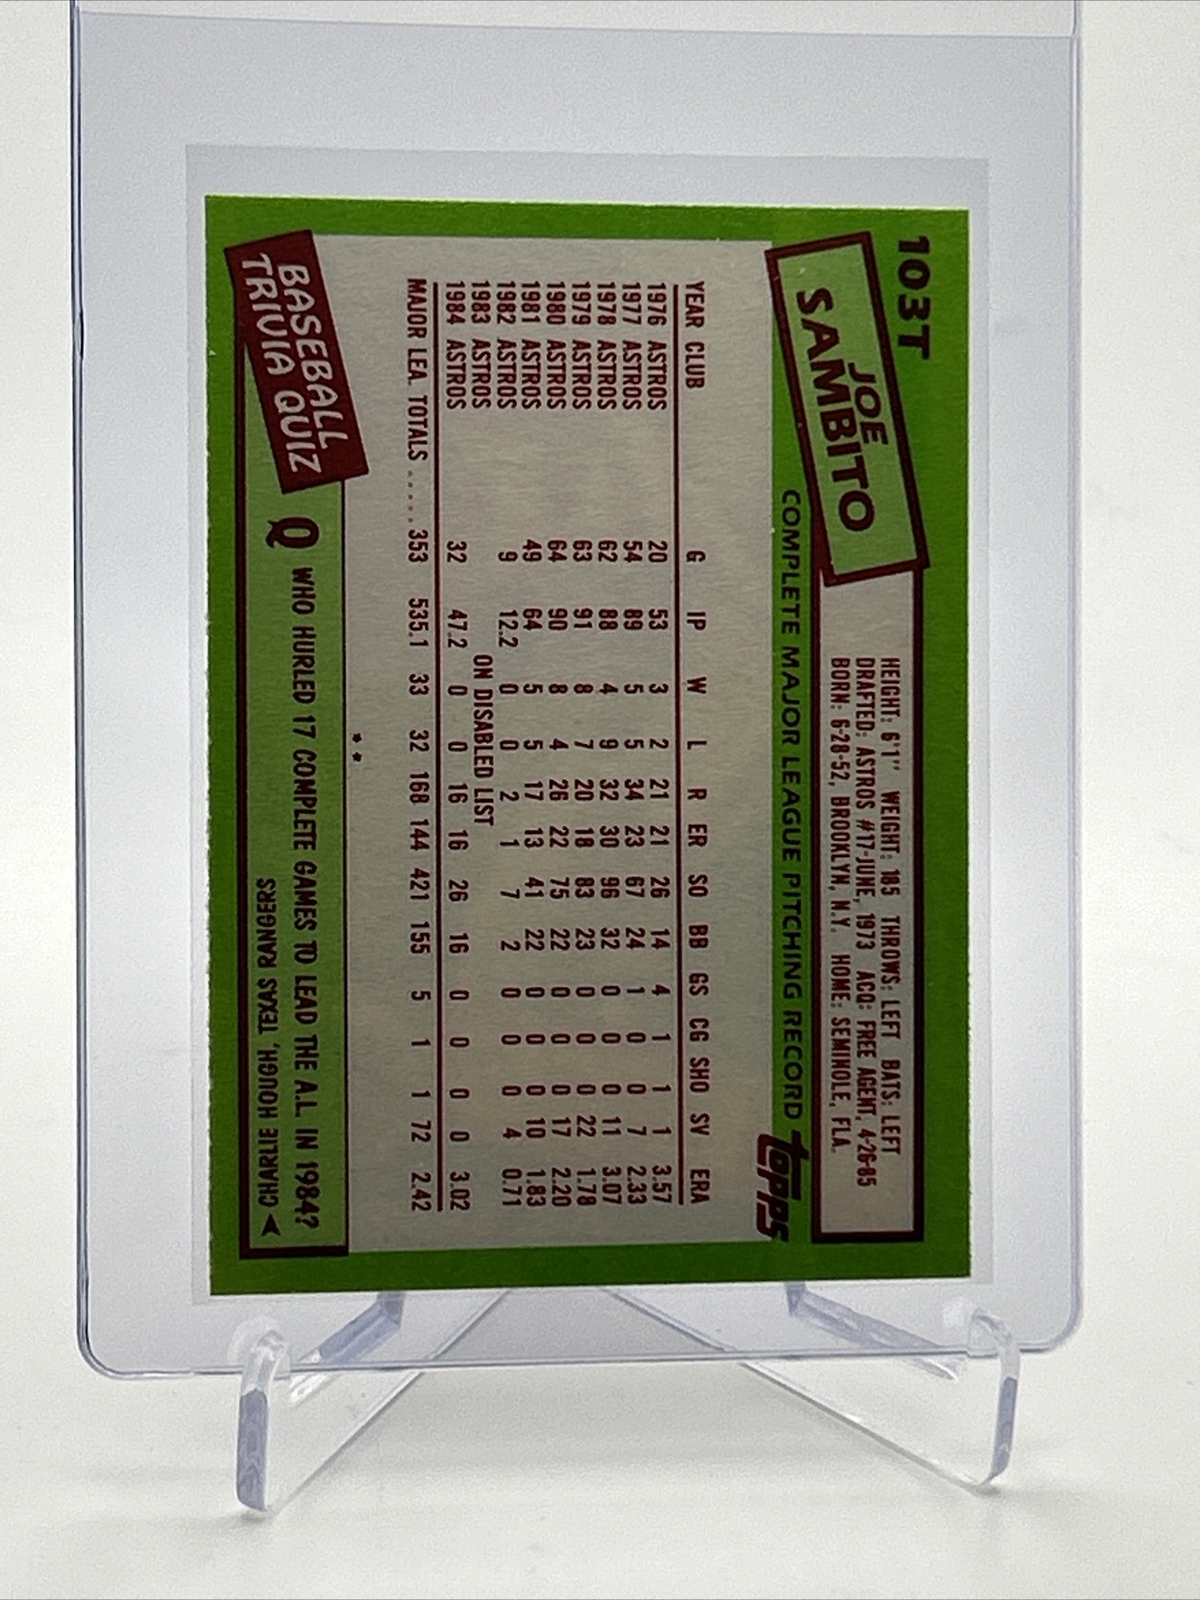 103T
JOE
SAMBITO
HEIGHT: 6'1" WEIGHT: 185 THROWS: LEFT BATS: LEFT
DRAFTED: ASTROS #17-JUNE, 1973 ACQ: FREE AGENT, 4-26-85
BORN: 6-28-52, BROOKLYN, N.Y. HOME: SEMINOLE, FLA.
COMPLETE MAJOR LEAGUE PITCHING RECORD topps
YEAR CLUB G IP W L R ER SO BB GS CG SHO SV ERA
1976 ASTROS 20 53 3 2 21 21 26 14 4 1 1 1 3.57
1977 ASTROS 54 89 5 5 34 23 67 24 1 0 0 7 2.33
1978 ASTROS 62 88 4 9 32 30 96 32 0 0 0 11 3.07
1979 ASTROS 63 91 8 7 20 18 83 23 0 0 0 22 1.78
1980 ASTROS 64 90 8 4 26 22 75 22 0 0 0 17 2.20
1981 ASTROS 49 64 5 5 17 13 41 22 0 0 0 10 1.83
1982 ASTROS 9 12.2 0 0 2 1 7 2 0 0 0 4 0.71
1983 ASTROS ON DISABLED LIST
1984 ASTROS 32 47.2 0 0 16 16 26 16 0 0 0 0 3.02
MAJOR LEA. TOTALS ..... 353 535.1 33 32 168 144 421 155 5 1 1 72 2.42
**
BASEBALL
TRIVIA QUIZ
Q WHO HURLED 17 COMPLETE GAMES TO LEAD THE A.L. IN 1984?
CHARLIE HOUGH, TEXAS RANGERS